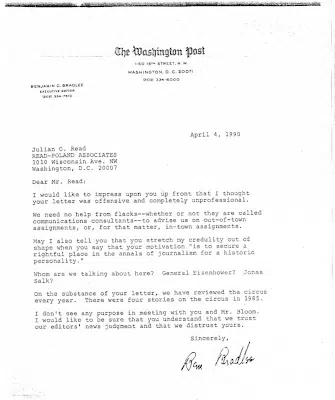 The Washington Post
1150 15TH STREET, N. W.
WASHINGTON, D. C. 20071
(202) 334-6000
BENJAMIN C. BRADLEE
EXECUTIVE EDITOR
(202) 334-7510
April 4, 1990
Julian C. Read
READ-POLAND ASSOCIATES
1010 Wisconsin Ave. NW
Washington, D.C. 20007
Dear Mr. Read:
I would like to impress upon you up front that I thought
your letter was offensive and completely unprofessional.
We need no help from flacks--whether or not they are called
communications consultants--to advise us on out-of-town
assignments, or, for that matter, in-town assignments.
May I also tell you that you stretch my credulity out of
shape when you say that your motivation "is to secure a
rightful place in the annals of journalism for a historic
personality."
Whom are we talking about here? General Eisenhower? Jonas
Salk?
On the substance of your letter, we have reviewed the circus
every year. There were four stories on the circus in 1985.
I don't see any purpose in meeting with you and Mr. Bloom.
I would like to be sure that you understand that we trust
our editors' news judgment and that we distrust yours.
Sincerely,
Ben Bradlee